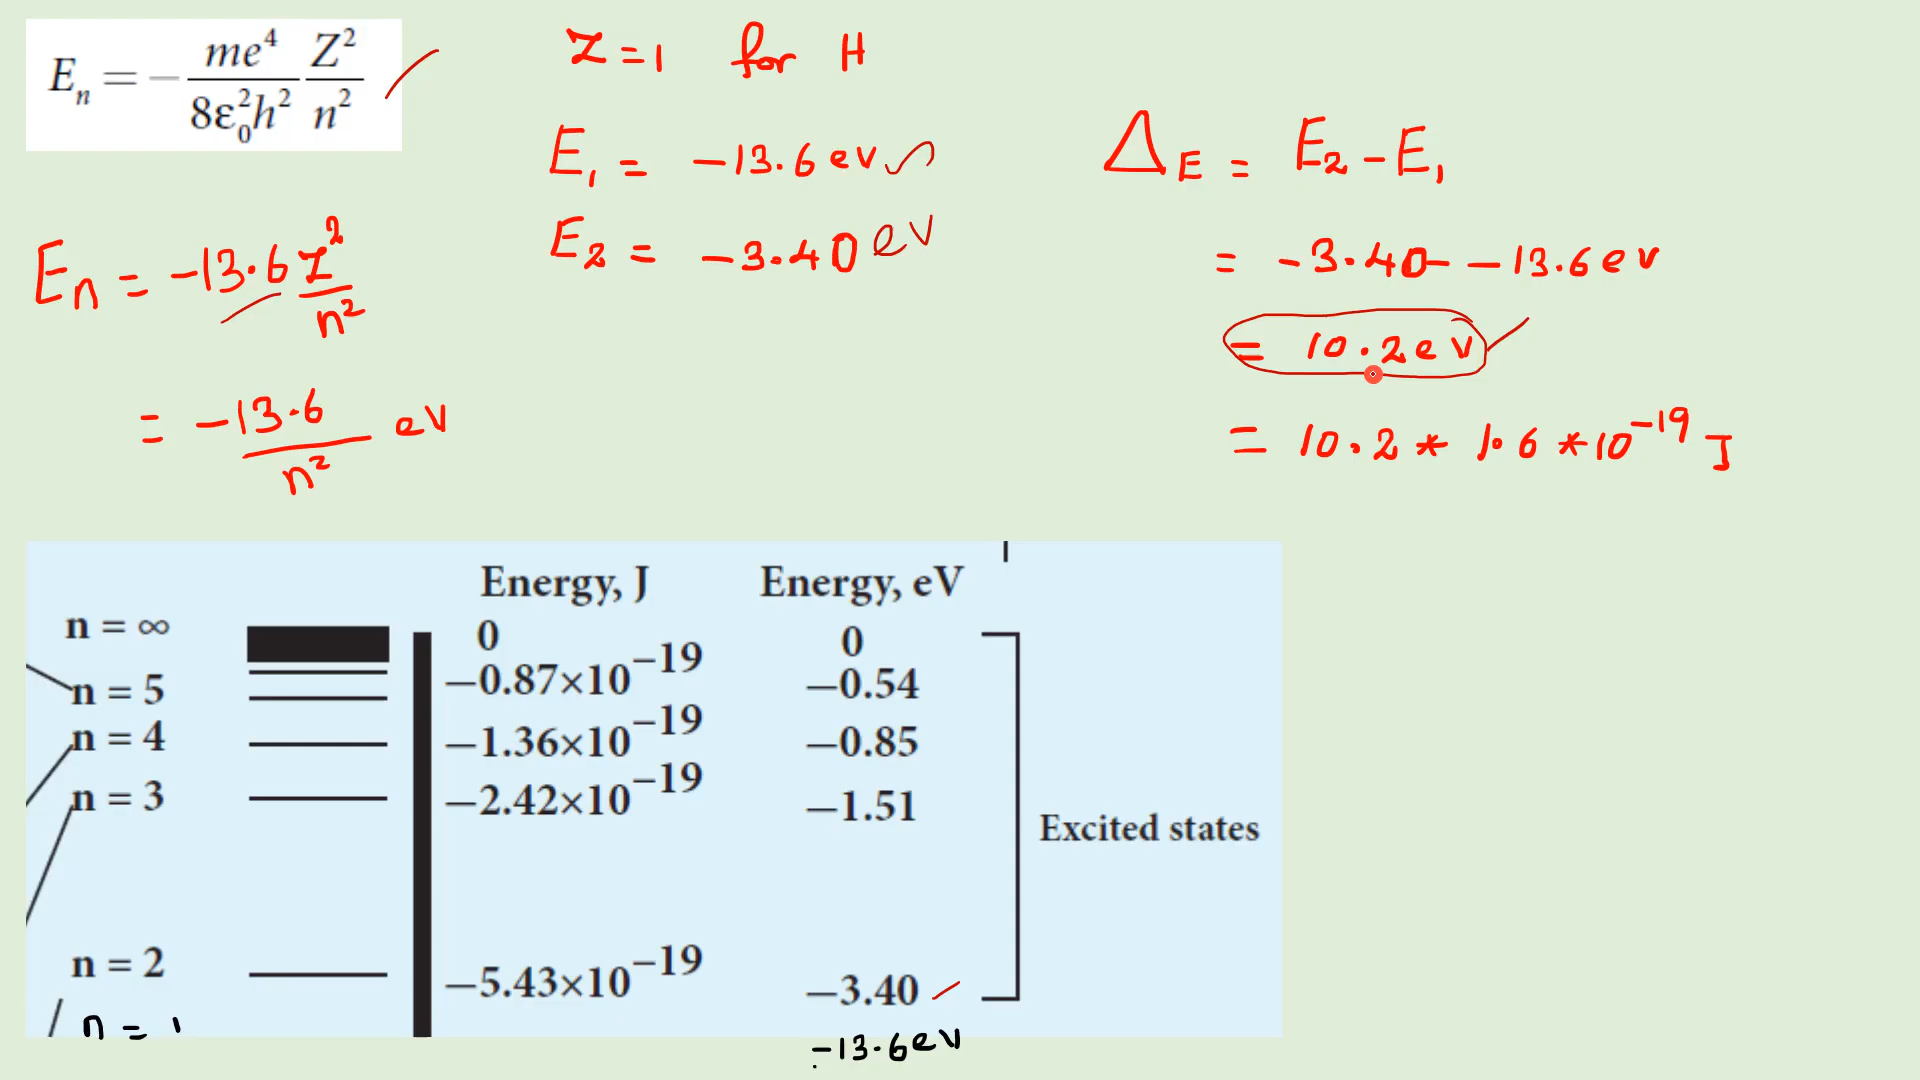 Eₙ = − me⁴/8ε₀²h² Z²/n²
Z = 1 for H
E₁ = −13.6 ev
E₂ = −3.40 eV
Eₙ = −13.6 Z²/n²
= −13.6/n² eV
ΔE = E₂ − E₁
= −3.40 − −13.6 ev
= 10.2 ev
= 10.2 * 1.6 * 10⁻¹⁹ J
Energy, J Energy, eV
n = ∞ 0 0
n = 5 −0.87×10⁻¹⁹ −0.54
n = 4 −1.36×10⁻¹⁹ −0.85
n = 3 −2.42×10⁻¹⁹ −1.51
Excited states
n = 2 −5.43×10⁻¹⁹ −3.40
n = 1 −13.6 eV